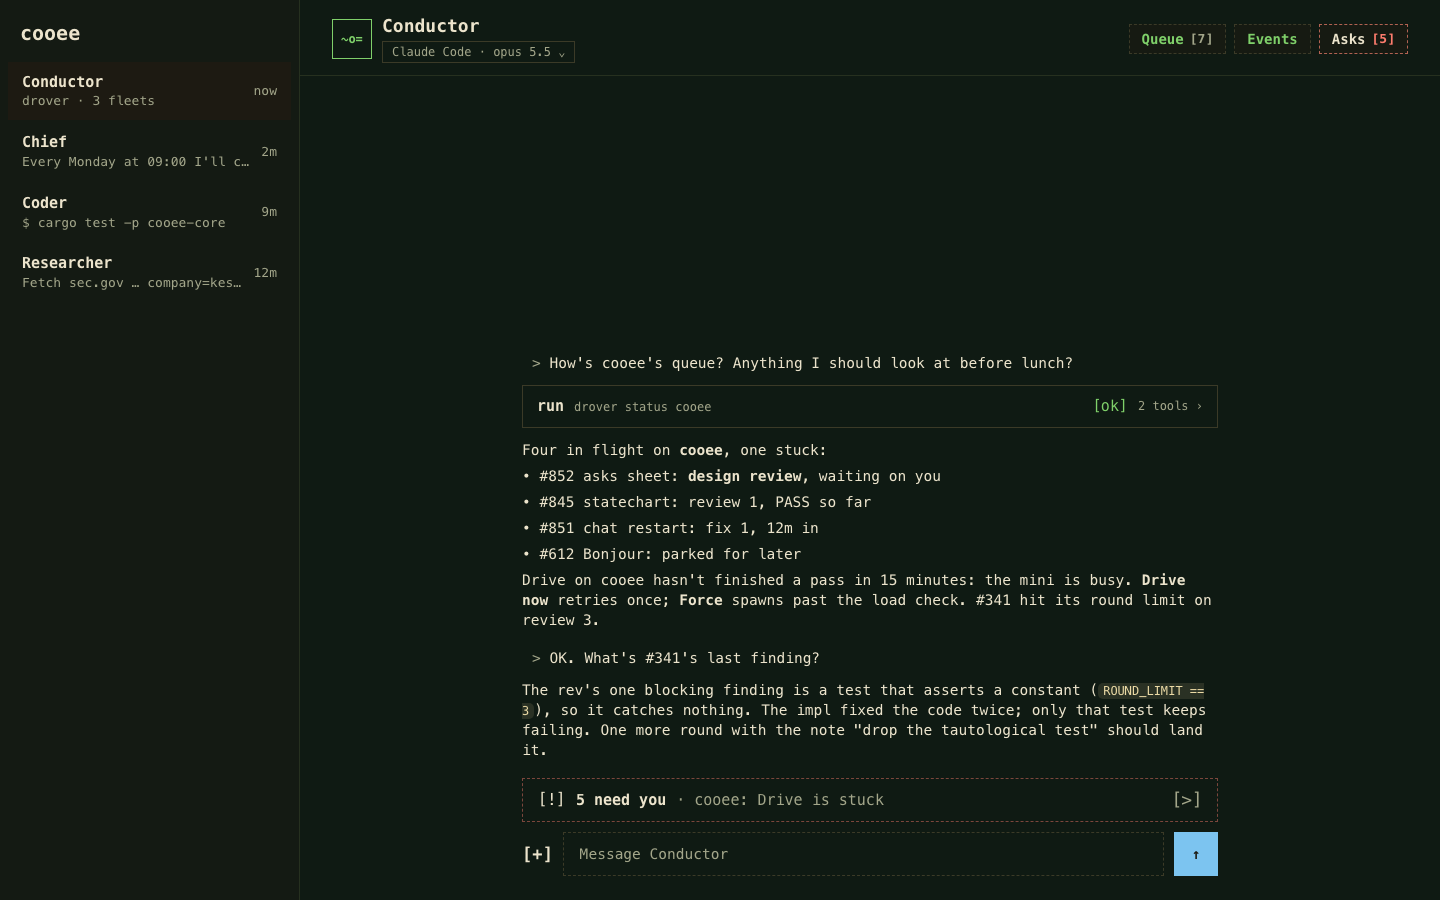 cooee
Conductor
drover · 3 fleets
now
Chief
Every Monday at 09:00 I'll c…
2m
Coder
$ cargo test -p cooee-core
9m
Researcher
Fetch sec.gov … company=kes…
12m
~o=
Conductor
Claude Code · opus 5.5 ⌄
Queue [7]
Events
Asks [5]
> How's cooee's queue? Anything I should look at before lunch?
run drover status cooee
[ok] 2 tools ›
Four in flight on cooee, one stuck:
• #852 asks sheet: design review, waiting on you
• #845 statechart: review 1, PASS so far
• #851 chat restart: fix 1, 12m in
• #612 Bonjour: parked for later
Drive on cooee hasn't finished a pass in 15 minutes: the mini is busy. Drive
now retries once; Force spawns past the load check. #341 hit its round limit on
review 3.
> OK. What's #341's last finding?
The rev's one blocking finding is a test that asserts a constant (ROUND_LIMIT ==
3), so it catches nothing. The impl fixed the code twice; only that test keeps
failing. One more round with the note "drop the tautological test" should land
it.
[!] 5 need you · cooee: Drive is stuck
[>]
[+]
Message Conductor
↑